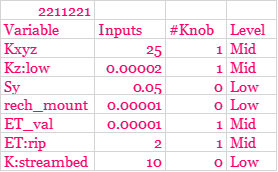 2211221
Variable Inputs #Knob Level
Kxyz 25 1 Mid
Kz:low 0.00002 1 Mid
Sy 0.05 0 Low
rech_mount 0.00001 0 Low
ET_val 0.00001 1 Mid
ET:rip 2 1 Mid
K:streambed 10 0 Low